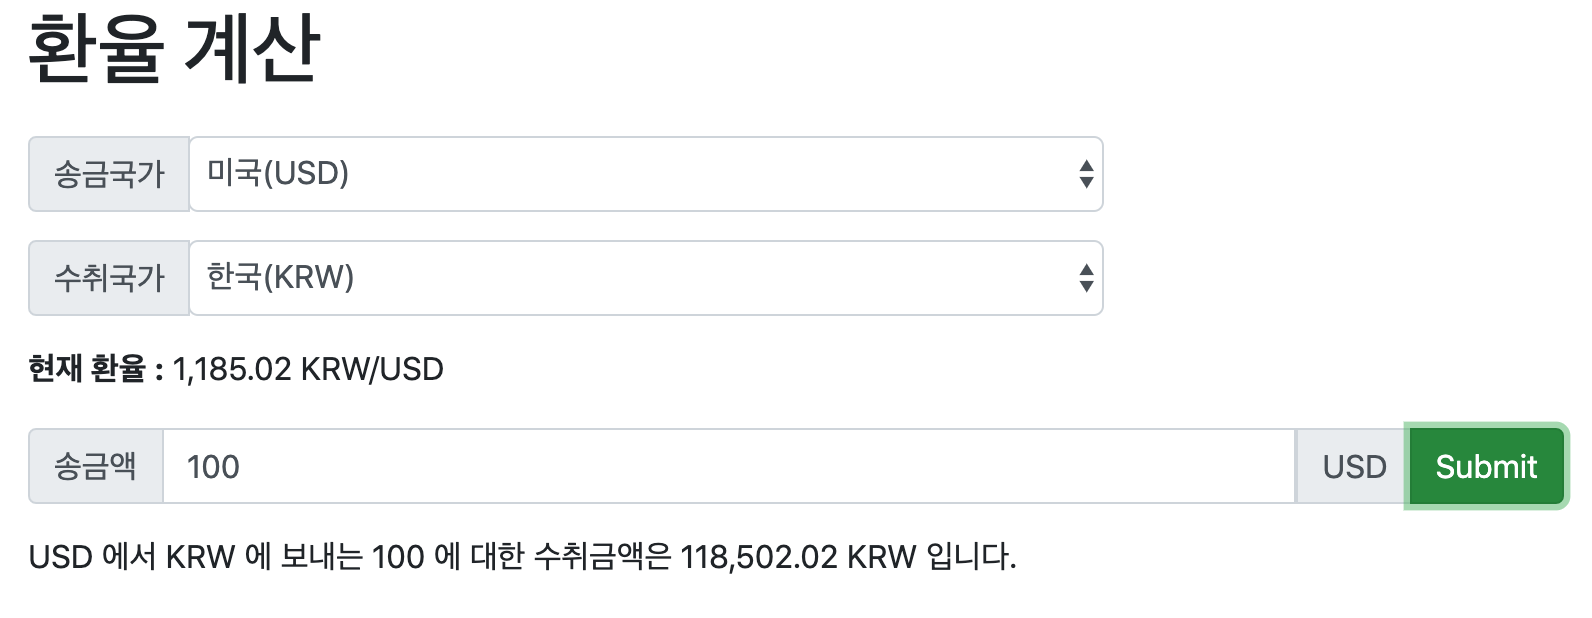 환율 계산
송금국가 미국(USD)
수취국가 한국(KRW)
현재 환율 : 1,185.02 KRW/USD
송금액 100 USD Submit
USD 에서 KRW 에 보내는 100 에 대한 수취금액은 118,502.02 KRW 입니다.